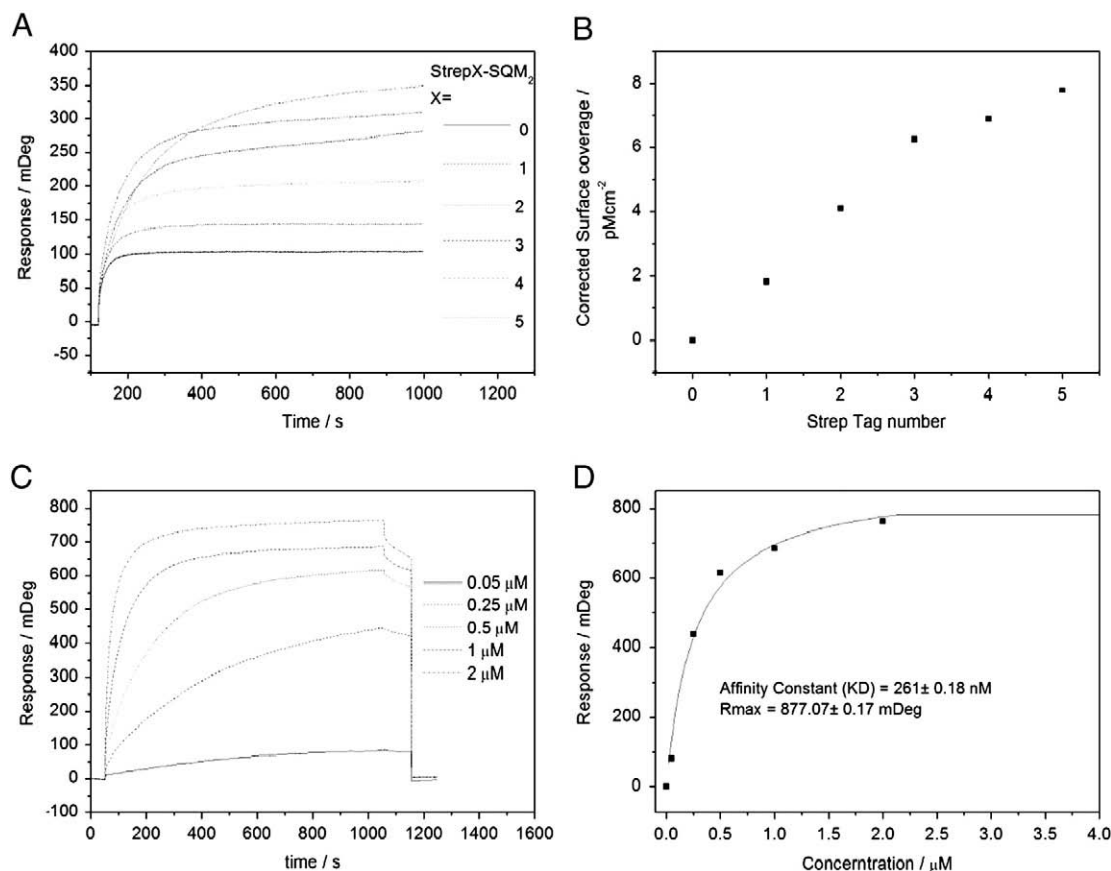 A
Response / mDeg
400
350
300
250
200
150
100
50
0
-50
200 400 600 800 1000 1200
Time / s
StrepX-SQM2
X=
0
1
2
3
4
5
B
Corrected Surface coverage /
pMcm-2
8
6
4
2
0
0 1 2 3 4 5
Strep Tag number
C
Response / mDeg
800
700
600
500
400
300
200
100
0
-100
0 200 400 600 800 1000 1200 1400 1600
time / s
0.05 μM
0.25 μM
0.5 μM
1 μM
2 μM
D
Response / mDeg
800
600
400
200
0
0.0 0.5 1.0 1.5 2.0 2.5 3.0 3.5 4.0
Concerntration / μM
Affinity Constant (KD) = 261± 0.18 nM
Rmax = 877.07± 0.17 mDeg